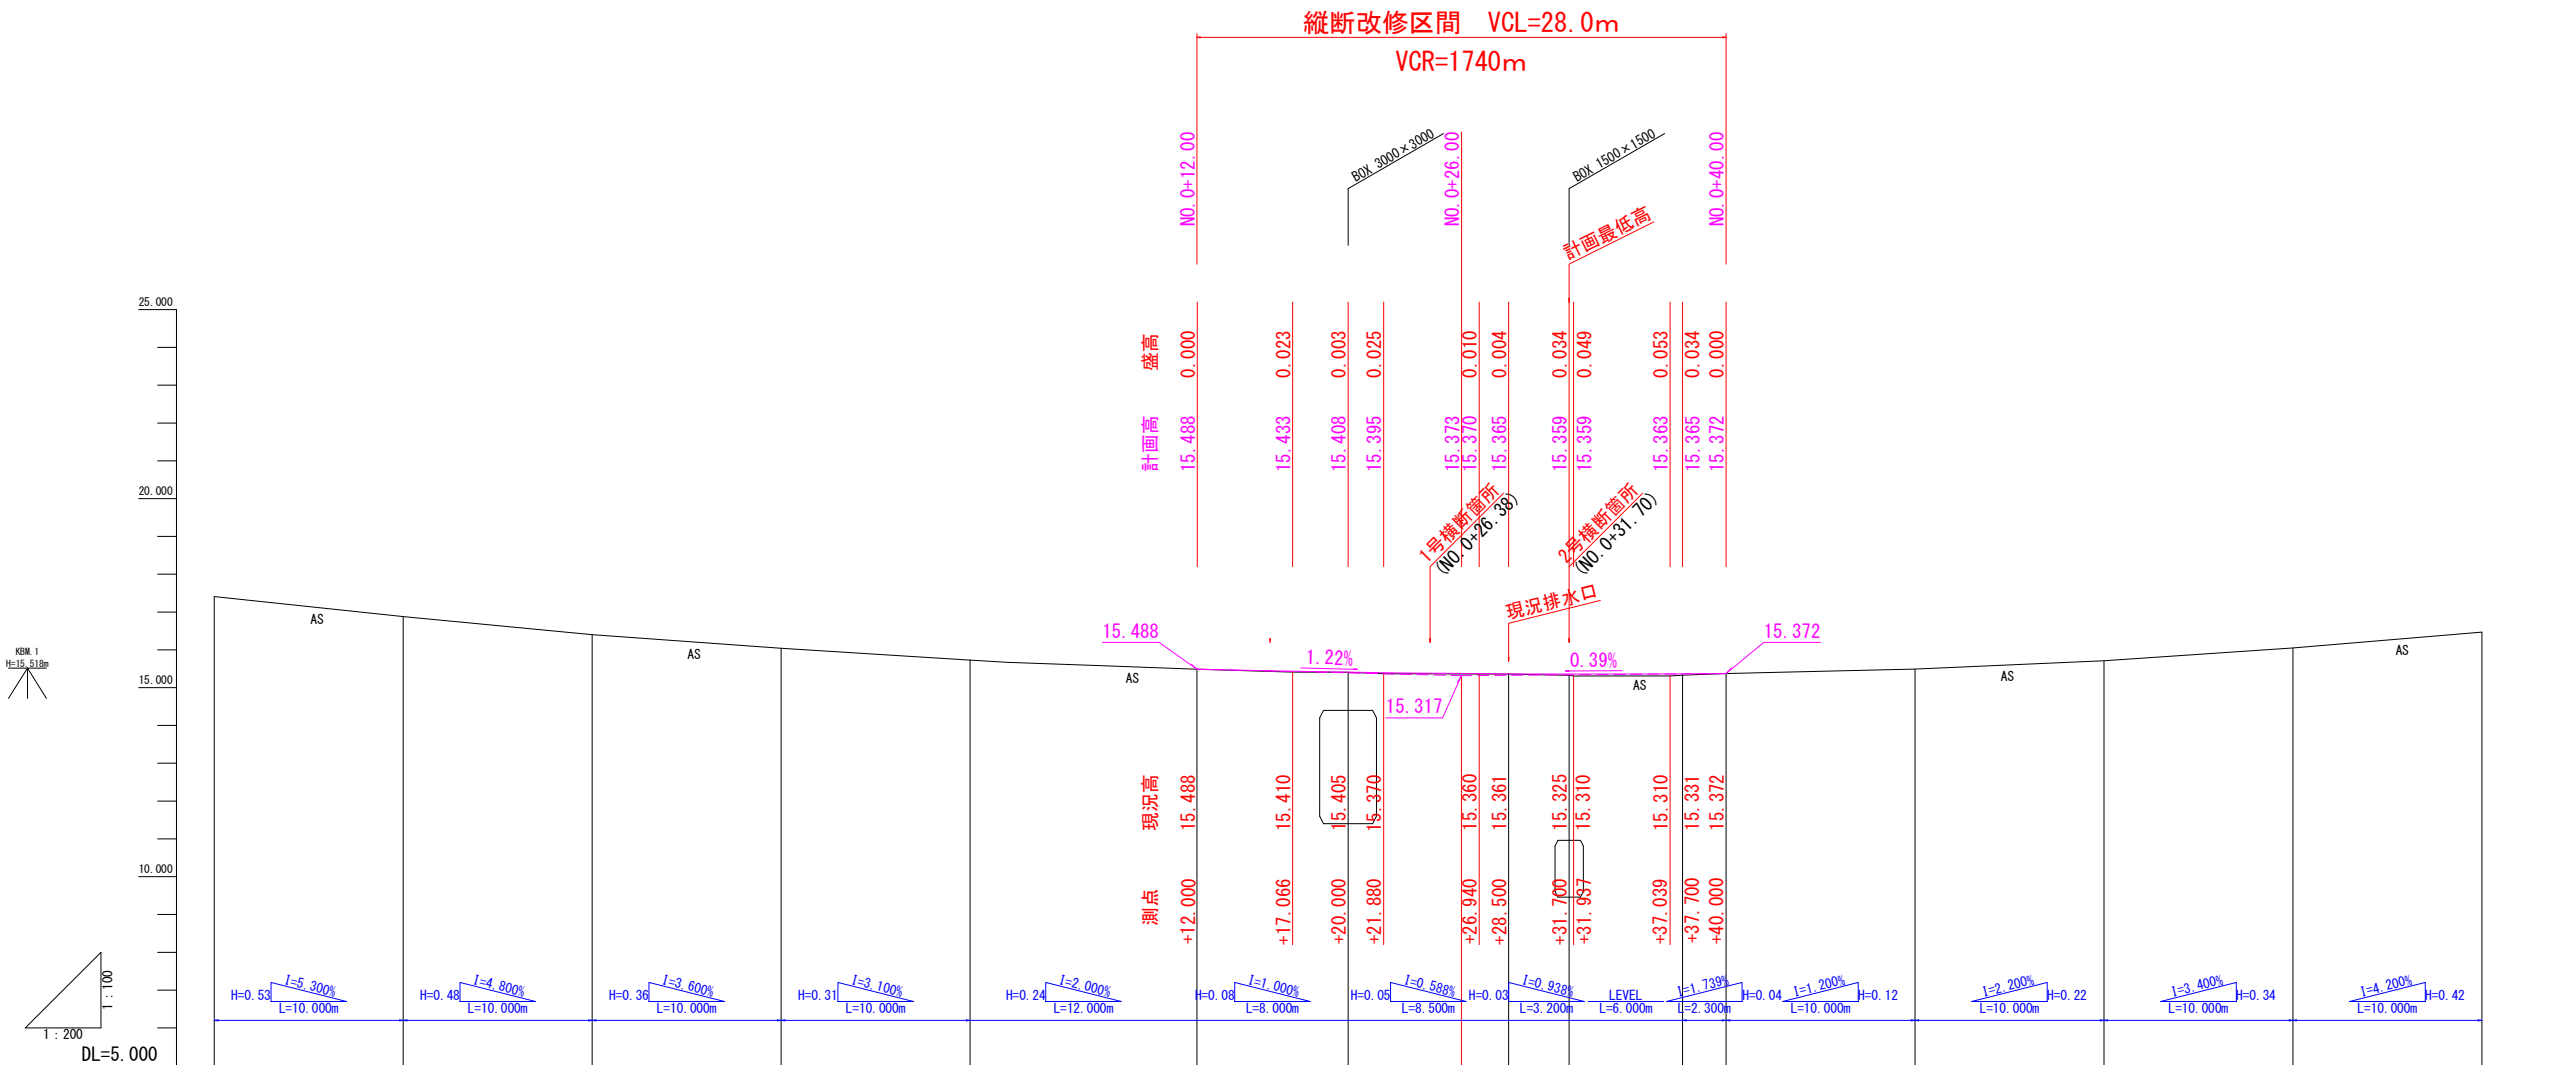 縦断改修区間　VCL=28.0m
VCR=1740m
NO.0+12.00
BOX 3000×3000
NO.0+26.00
BOX 1500×1500
NO.0+40.00
計画最低高
25.000
20.000
15.000
10.000
盛高
0.000
0.023
0.003
0.025
0.010
0.004
0.034
0.049
0.053
0.034
0.000
計画高
15.488
15.433
15.408
15.395
15.373
15.370
15.365
15.359
15.359
15.363
15.365
15.372
1号横断箇所
(NO.0+26.38)
2号横断箇所
(NO.0+31.70)
現況排水口
KBM.1
H=15.518m
AS
AS
AS
AS
AS
AS
15.488
1.22%
0.39%
15.372
15.317
現況高
15.488
15.410
15.405
15.370
15.360
15.361
15.325
15.310
15.310
15.331
15.372
測点
+12.000
+17.066
+20.000
+21.880
+26.940
+28.500
+31.700
+31.937
+37.039
+37.700
+40.000
H=0.53
I=5.300%
L=10.000m
H=0.48
I=4.800%
L=10.000m
H=0.36
I=3.600%
L=10.000m
H=0.31
I=3.100%
L=10.000m
H=0.24
I=2.000%
L=12.000m
H=0.08
I=1.000%
L=8.000m
H=0.05
I=0.588%
L=8.500m
H=0.03
I=0.938%
L=3.200m
LEVEL
L=6.000m
I=1.739%
L=2.300m
H=0.04
I=1.200%
L=10.000m
H=0.12
I=2.200%
L=10.000m
H=0.22
I=3.400%
L=10.000m
H=0.34
I=4.200%
L=10.000m
H=0.42
1:100
1:200
DL=5.000